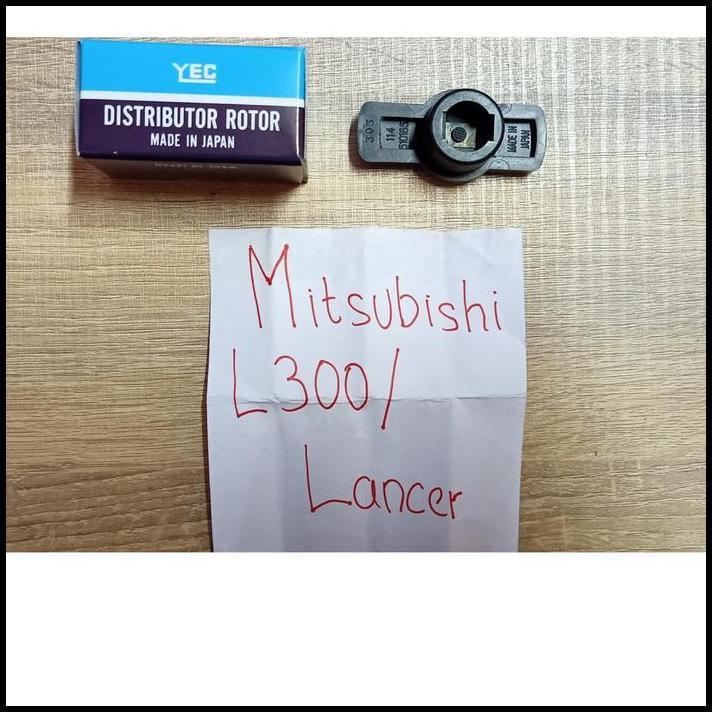 YEC
DISTRIBUTOR ROTOR
MADE IN JAPAN
303
114
MADE IN
JAPAN
Mitsubishi
L300/
Lancer